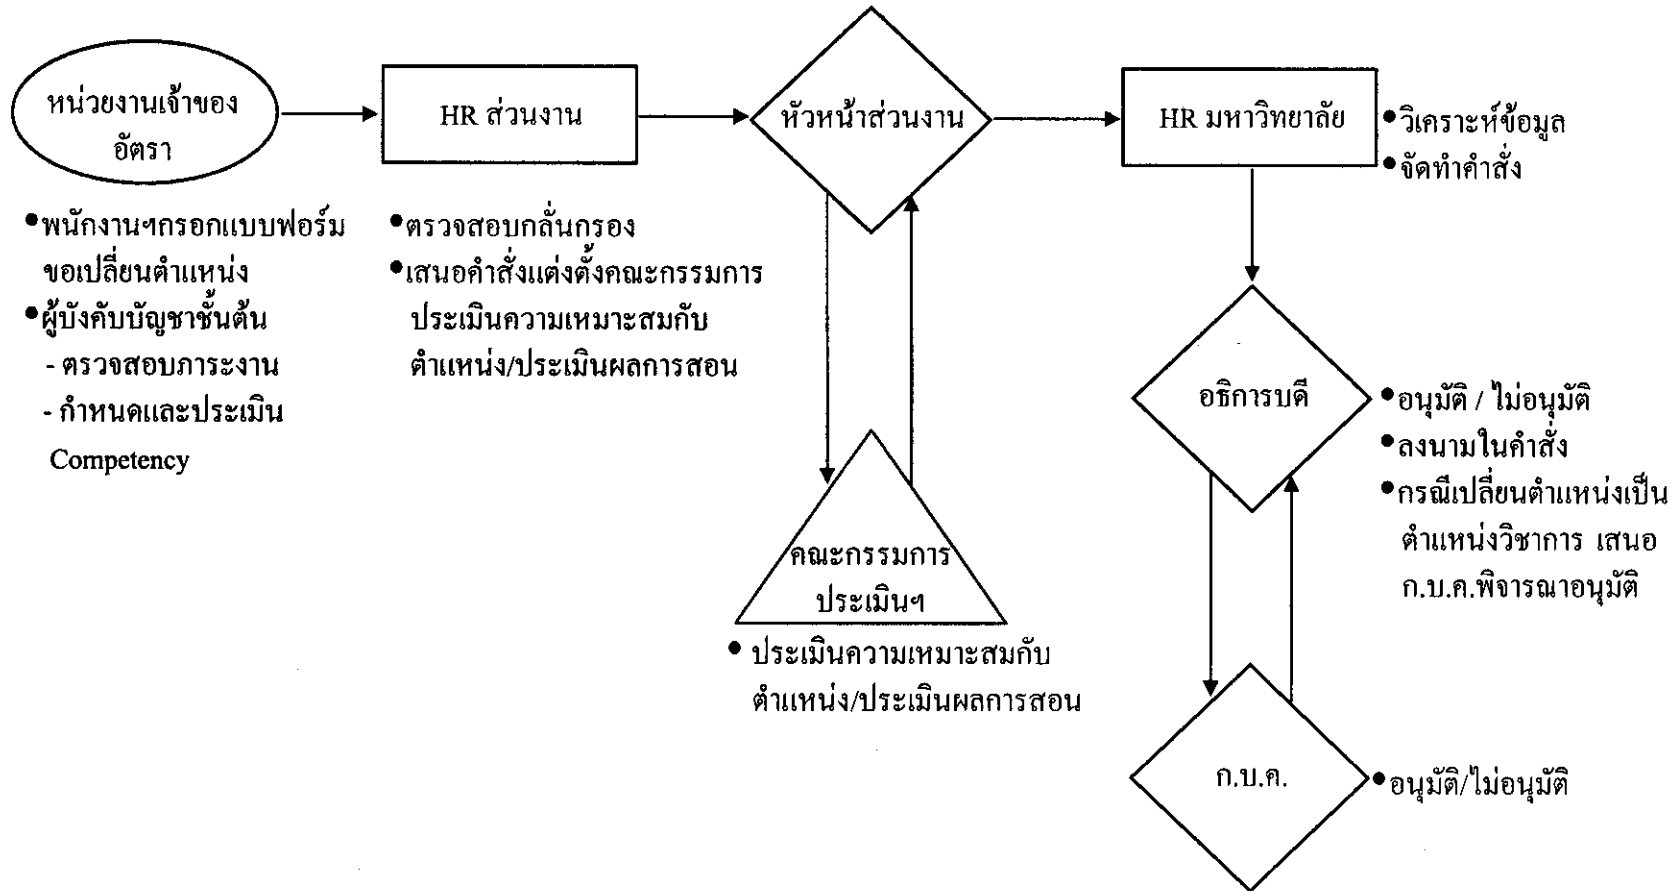 หน่วยงานเจ้าของ
อัตรา
●พนักงานฯกรอกแบบฟอร์ม
ขอเปลี่ยนตำแหน่ง
●ผู้บังคับบัญชาชั้นต้น
- ตรวจสอบภาระงาน
- กำหนดและประเมิน
Competency
HR ส่วนงาน
●ตรวจสอบกลั่นกรอง
●เสนอคำสั่งแต่งตั้งคณะกรรมการ
ประเมินความเหมาะสมกับ
ตำแหน่ง/ประเมินผลการสอน
หัวหน้าส่วนงาน
คณะกรรมการ
ประเมินฯ
● ประเมินความเหมาะสมกับ
ตำแหน่ง/ประเมินผลการสอน
HR มหาวิทยาลัย
●วิเคราะห์ข้อมูล
●จัดทำคำสั่ง
อธิการบดี
●อนุมัติ / ไม่อนุมัติ
●ลงนามในคำสั่ง
●กรณีเปลี่ยนตำแหน่งเป็น
ตำแหน่งวิชาการ เสนอ
ก.บ.ค.พิจารณาอนุมัติ
ก.บ.ค.
●อนุมัติ/ไม่อนุมัติ